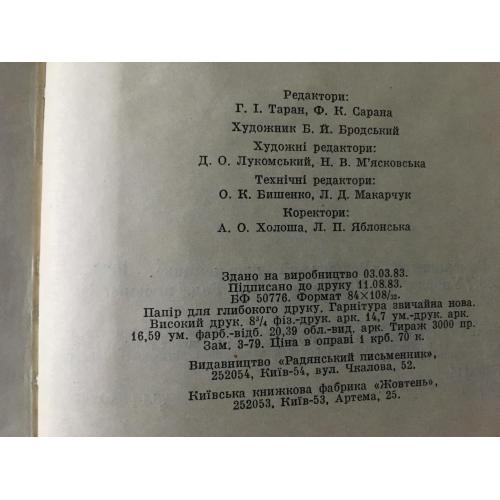 Редактори:
Г. І. Таран, Ф. К. Сарана
Художник Б. Й. Бродський
Художні редактори:
Д. О. Лукомський, Н. В. М'ясковська
Технічні редактори:
О. К. Бишенко, Л. Д. Макарчук
Коректори:
А. О. Холоша, Л. П. Яблонська
Здано на виробництво 03.03.83.
Підписано до друку 11.08.83.
БФ 50776. Формат 84×108/32.
Папір для глибокого друку. Гарнітура звичайна нова.
Високий друк. 8³/₄ фіз.-друк. арк. 14,7 ум.-друк. арк.
16,59 ум. фарб.-відб. 20,39 обл.-вид. арк. Тираж 3000 пр.
Зам. 3-79. Ціна в оправі 1 крб. 70 к.
Видавництво «Радянський письменник»,
252054, Київ-54, вул. Чкалова, 52.
Київська книжкова фабрика «Жовтень»,
252053, Київ-53, Артема, 25.